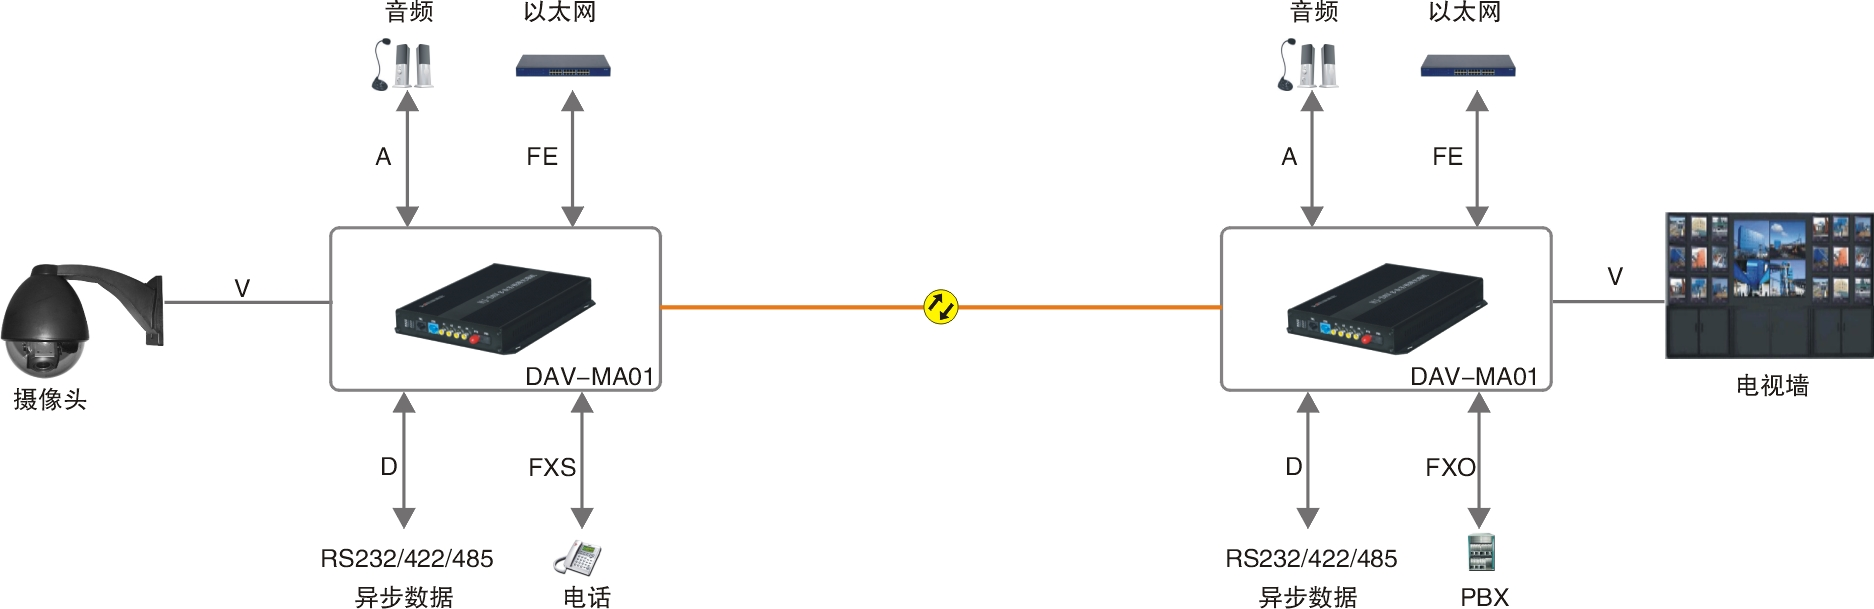 音频 以太网 音频 以太网
A FE A FE
V V
DAV-MA01 DAV-MA01
摄像头 电视墙
D FXS D FXO
RS232/422/485 RS232/422/485
异步数据 电话 异步数据 PBX